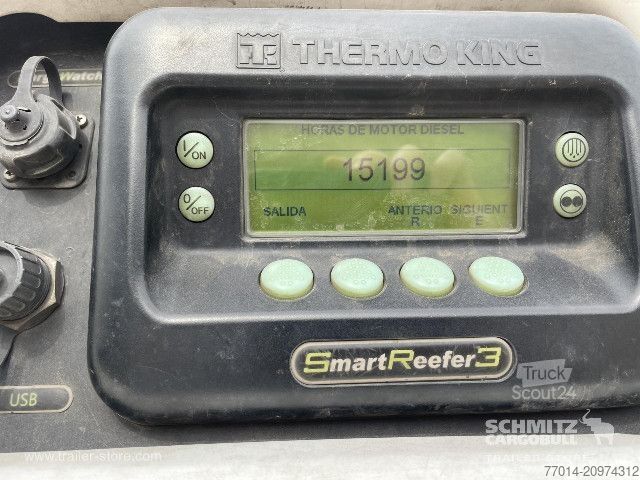 THERMO KING
HORAS DE MOTOR DIESEL
15199
SALIDA
ANTERIO
R
SIGUIENT
E
I/ON
0/OFF
SmartReefer3
USB
Truck
Scout24
SCHMITZ
CARGOBULL
www.trailer-store.com
77014-20974312